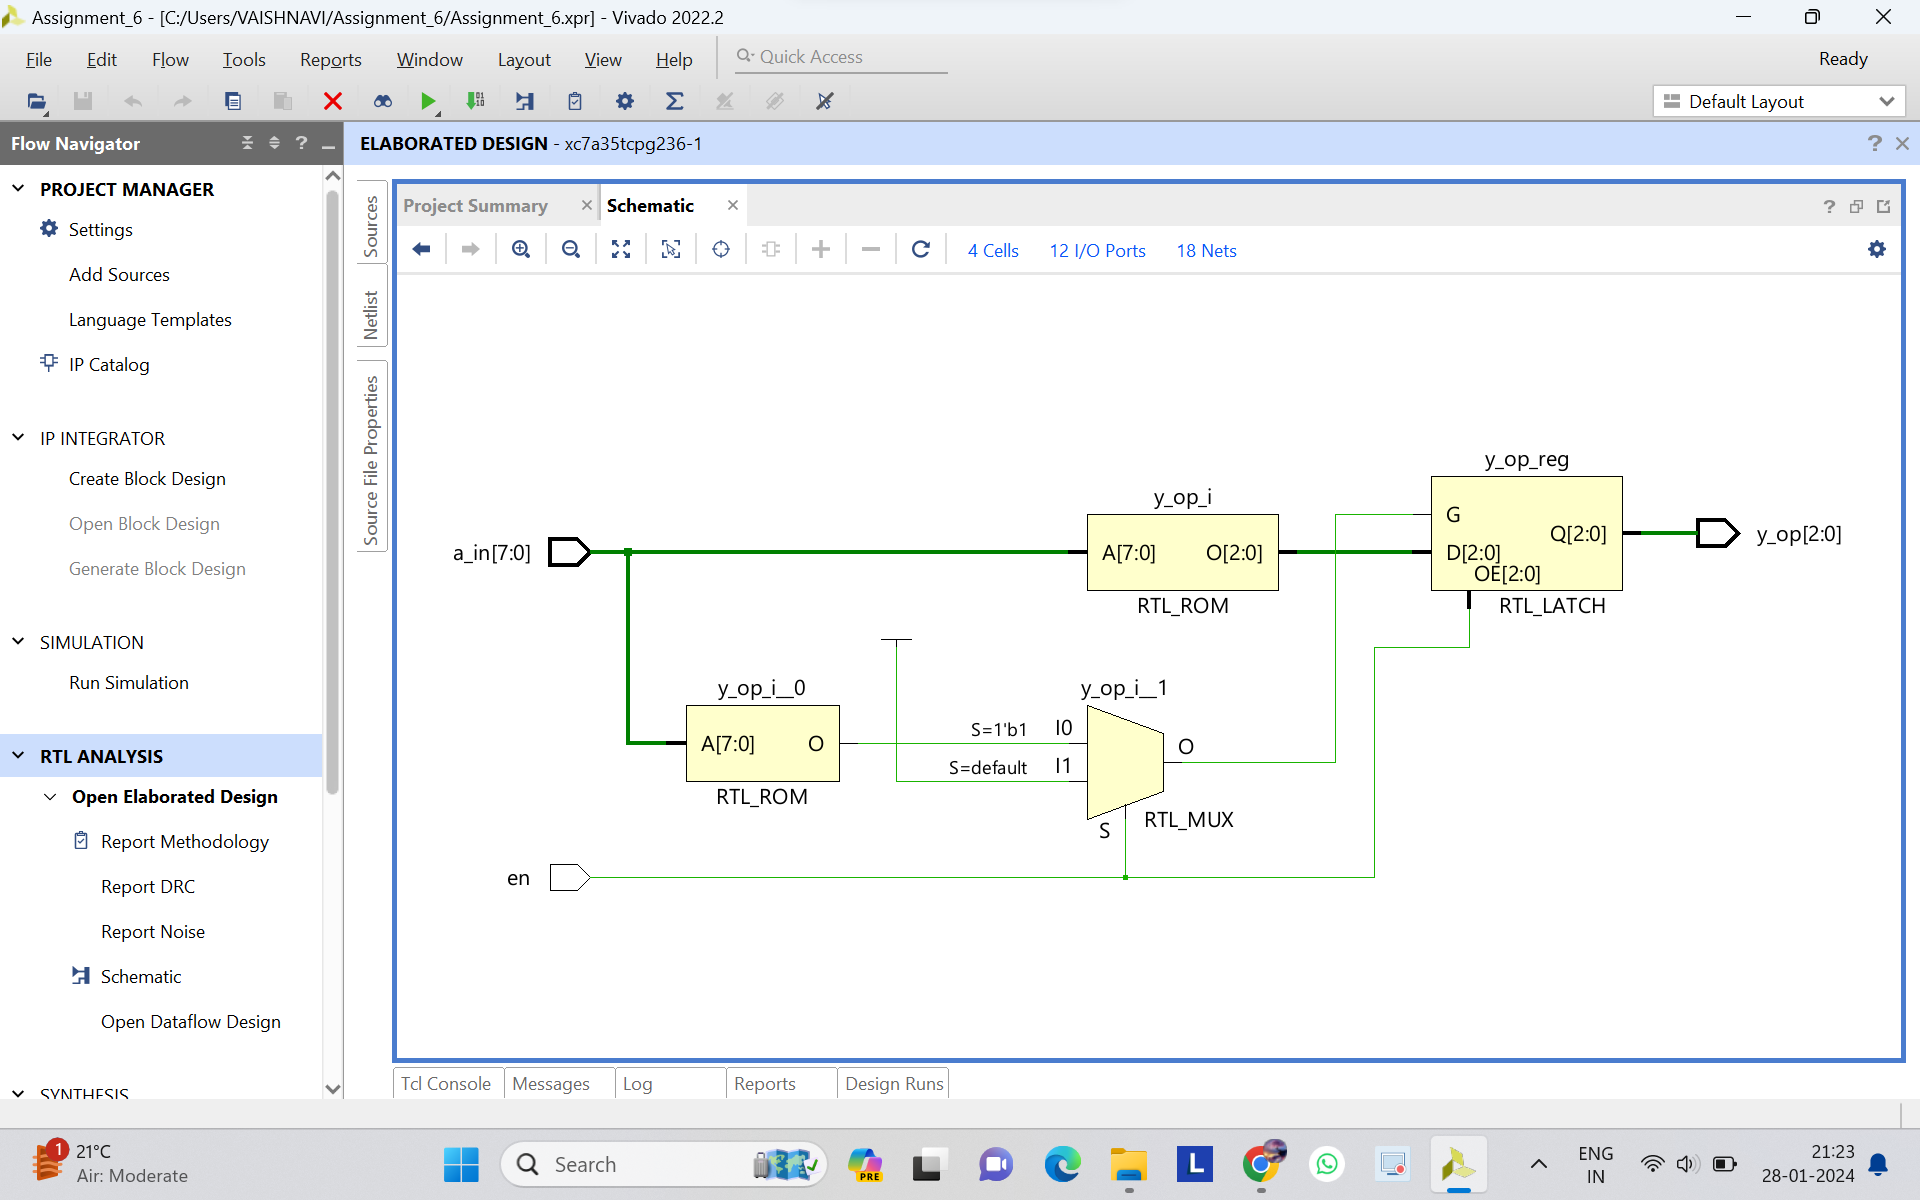 Assignment_6 - [C:/Users/VAISHNAVI/Assignment_6/Assignment_6.xpr] - Vivado 2022.2
File Edit Flow Tools Reports Window Layout View Help Quick Access Ready
Default Layout
Flow Navigator
ELABORATED DESIGN - xc7a35tcpg236-1
PROJECT MANAGER
Settings
Add Sources
Language Templates
IP Catalog
IP INTEGRATOR
Create Block Design
Open Block Design
Generate Block Design
SIMULATION
Run Simulation
RTL ANALYSIS
Open Elaborated Design
Report Methodology
Report DRC
Report Noise
Schematic
Open Dataflow Design
SYNTHESIS
Sources
Netlist
Source File Properties
Project Summary Schematic
4 Cells 12 I/O Ports 18 Nets
y_op_reg
y_op_i
G
a_in[7:0]
A[7:0] O[2:0]
D[2:0] Q[2:0]
OE[2:0]
y_op[2:0]
RTL_ROM
RTL_LATCH
y_op_i__0
y_op_i__1
A[7:0] O
S=1'b1 I0
S=default I1
O
RTL_ROM
S
RTL_MUX
en
Tcl Console Messages Log Reports Design Runs
1
21°C
Air: Moderate
Search
PRE
L
ENG
IN
21:23
28-01-2024